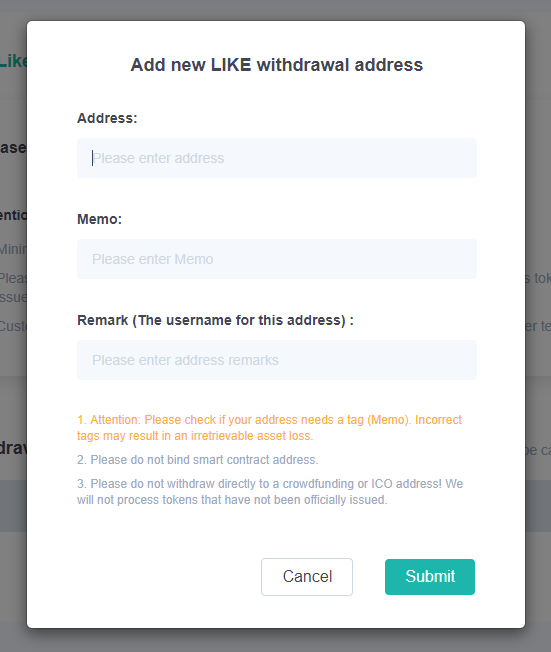 Add new LIKE withdrawal address
Like
Address:
ase
Please enter address
Memo:
Minin
Please enter Memo
Plea
s tok
issue
Remark (The username for this address) :
Custo
er te
Please enter address remarks
1. Attention: Please check if your address needs a tag (Memo). Incorrect
tags may result in an irretrievable asset loss.
draw
be ca
2. Please do not bind smart contract address.
3. Please do not withdraw directly to a crowdfunding or ICO address! We
will not process tokens that have not been officially issued.
Cancel
Submit